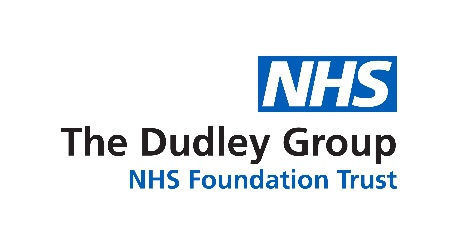 NHS
The Dudley Group
NHS Foundation Trust